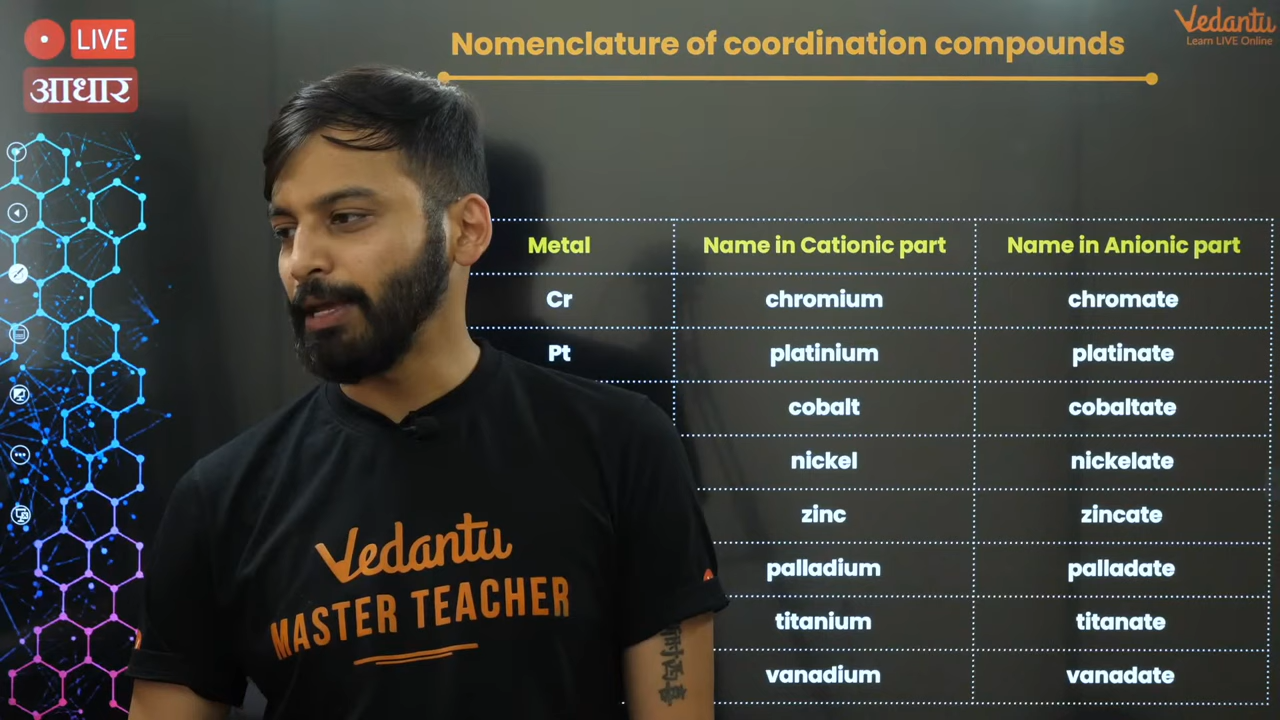 LIVE
आधार
Nomenclature of coordination compounds
Vedantu
Learn LIVE Online
Metal Name in Cationic part Name in Anionic part
Cr chromium chromate
Pt platinium platinate
cobalt cobaltate
nickel nickelate
zinc zincate
palladium palladate
titanium titanate
vanadium vanadate
Vedantu
MASTER TEACHER